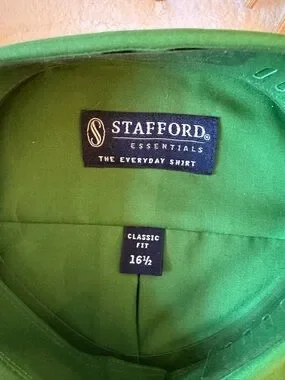 STAFFORD®
ESSENTIALS
THE EVERYDAY SHIRT
CLASSIC
FIT
16½